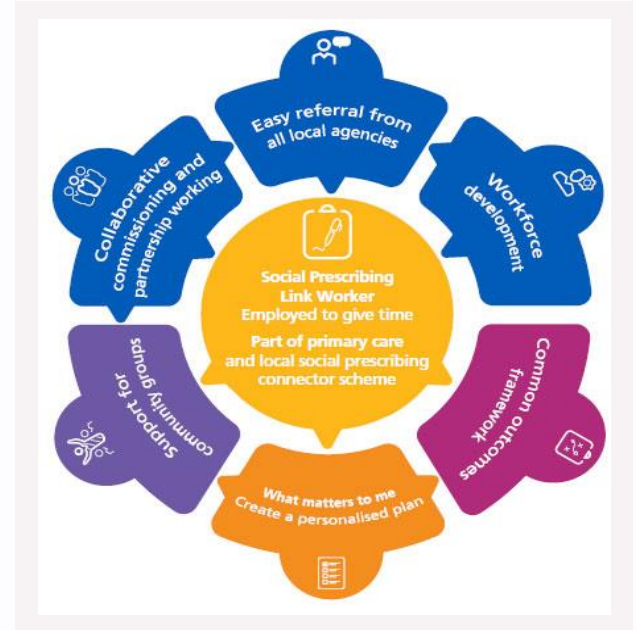 Easy referral from
all local agencies
Workforce
development
Common outcomes
framework
What matters to me
Create a personalised plan
Support for
community groups
Collaborative
commissioning and
partnership working
Social Prescribing
Link Worker
Employed to give time
Part of primary care
and local social prescribing
connector scheme